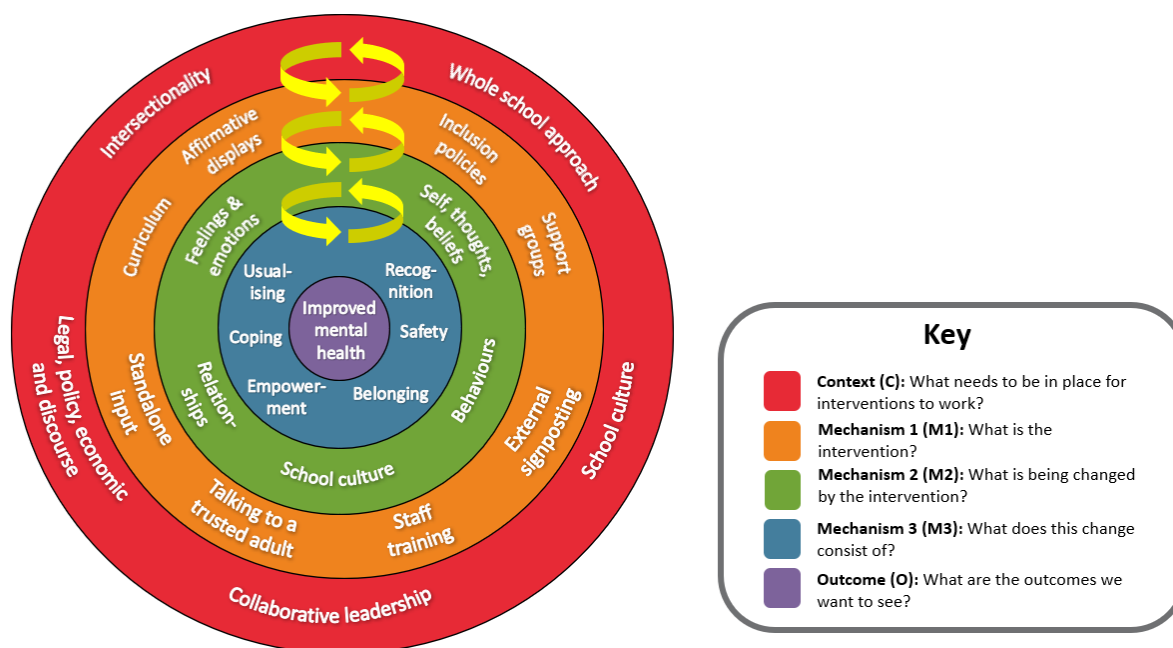 Intersectionality
Whole school approach
School culture
Collaborative leadership
Legal, policy, economic
and discourse
Affirmative
displays
Inclusion
policies
Support
groups
External
signposting
Staff
training
Talking to a
trusted adult
Standalone
input
Curriculum
Feelings &
emotions
Self, thoughts,
beliefs
Behaviours
School culture
Relation-
ships
Usual-
ising
Recog-
nition
Safety
Belonging
Empower-
ment
Coping
Improved
mental
health
Key
Context (C): What needs to be in place for
interventions to work?
Mechanism 1 (M1): What is the
intervention?
Mechanism 2 (M2): What is being changed
by the intervention?
Mechanism 3 (M3): What does this change
consist of?
Outcome (O): What are the outcomes we
want to see?